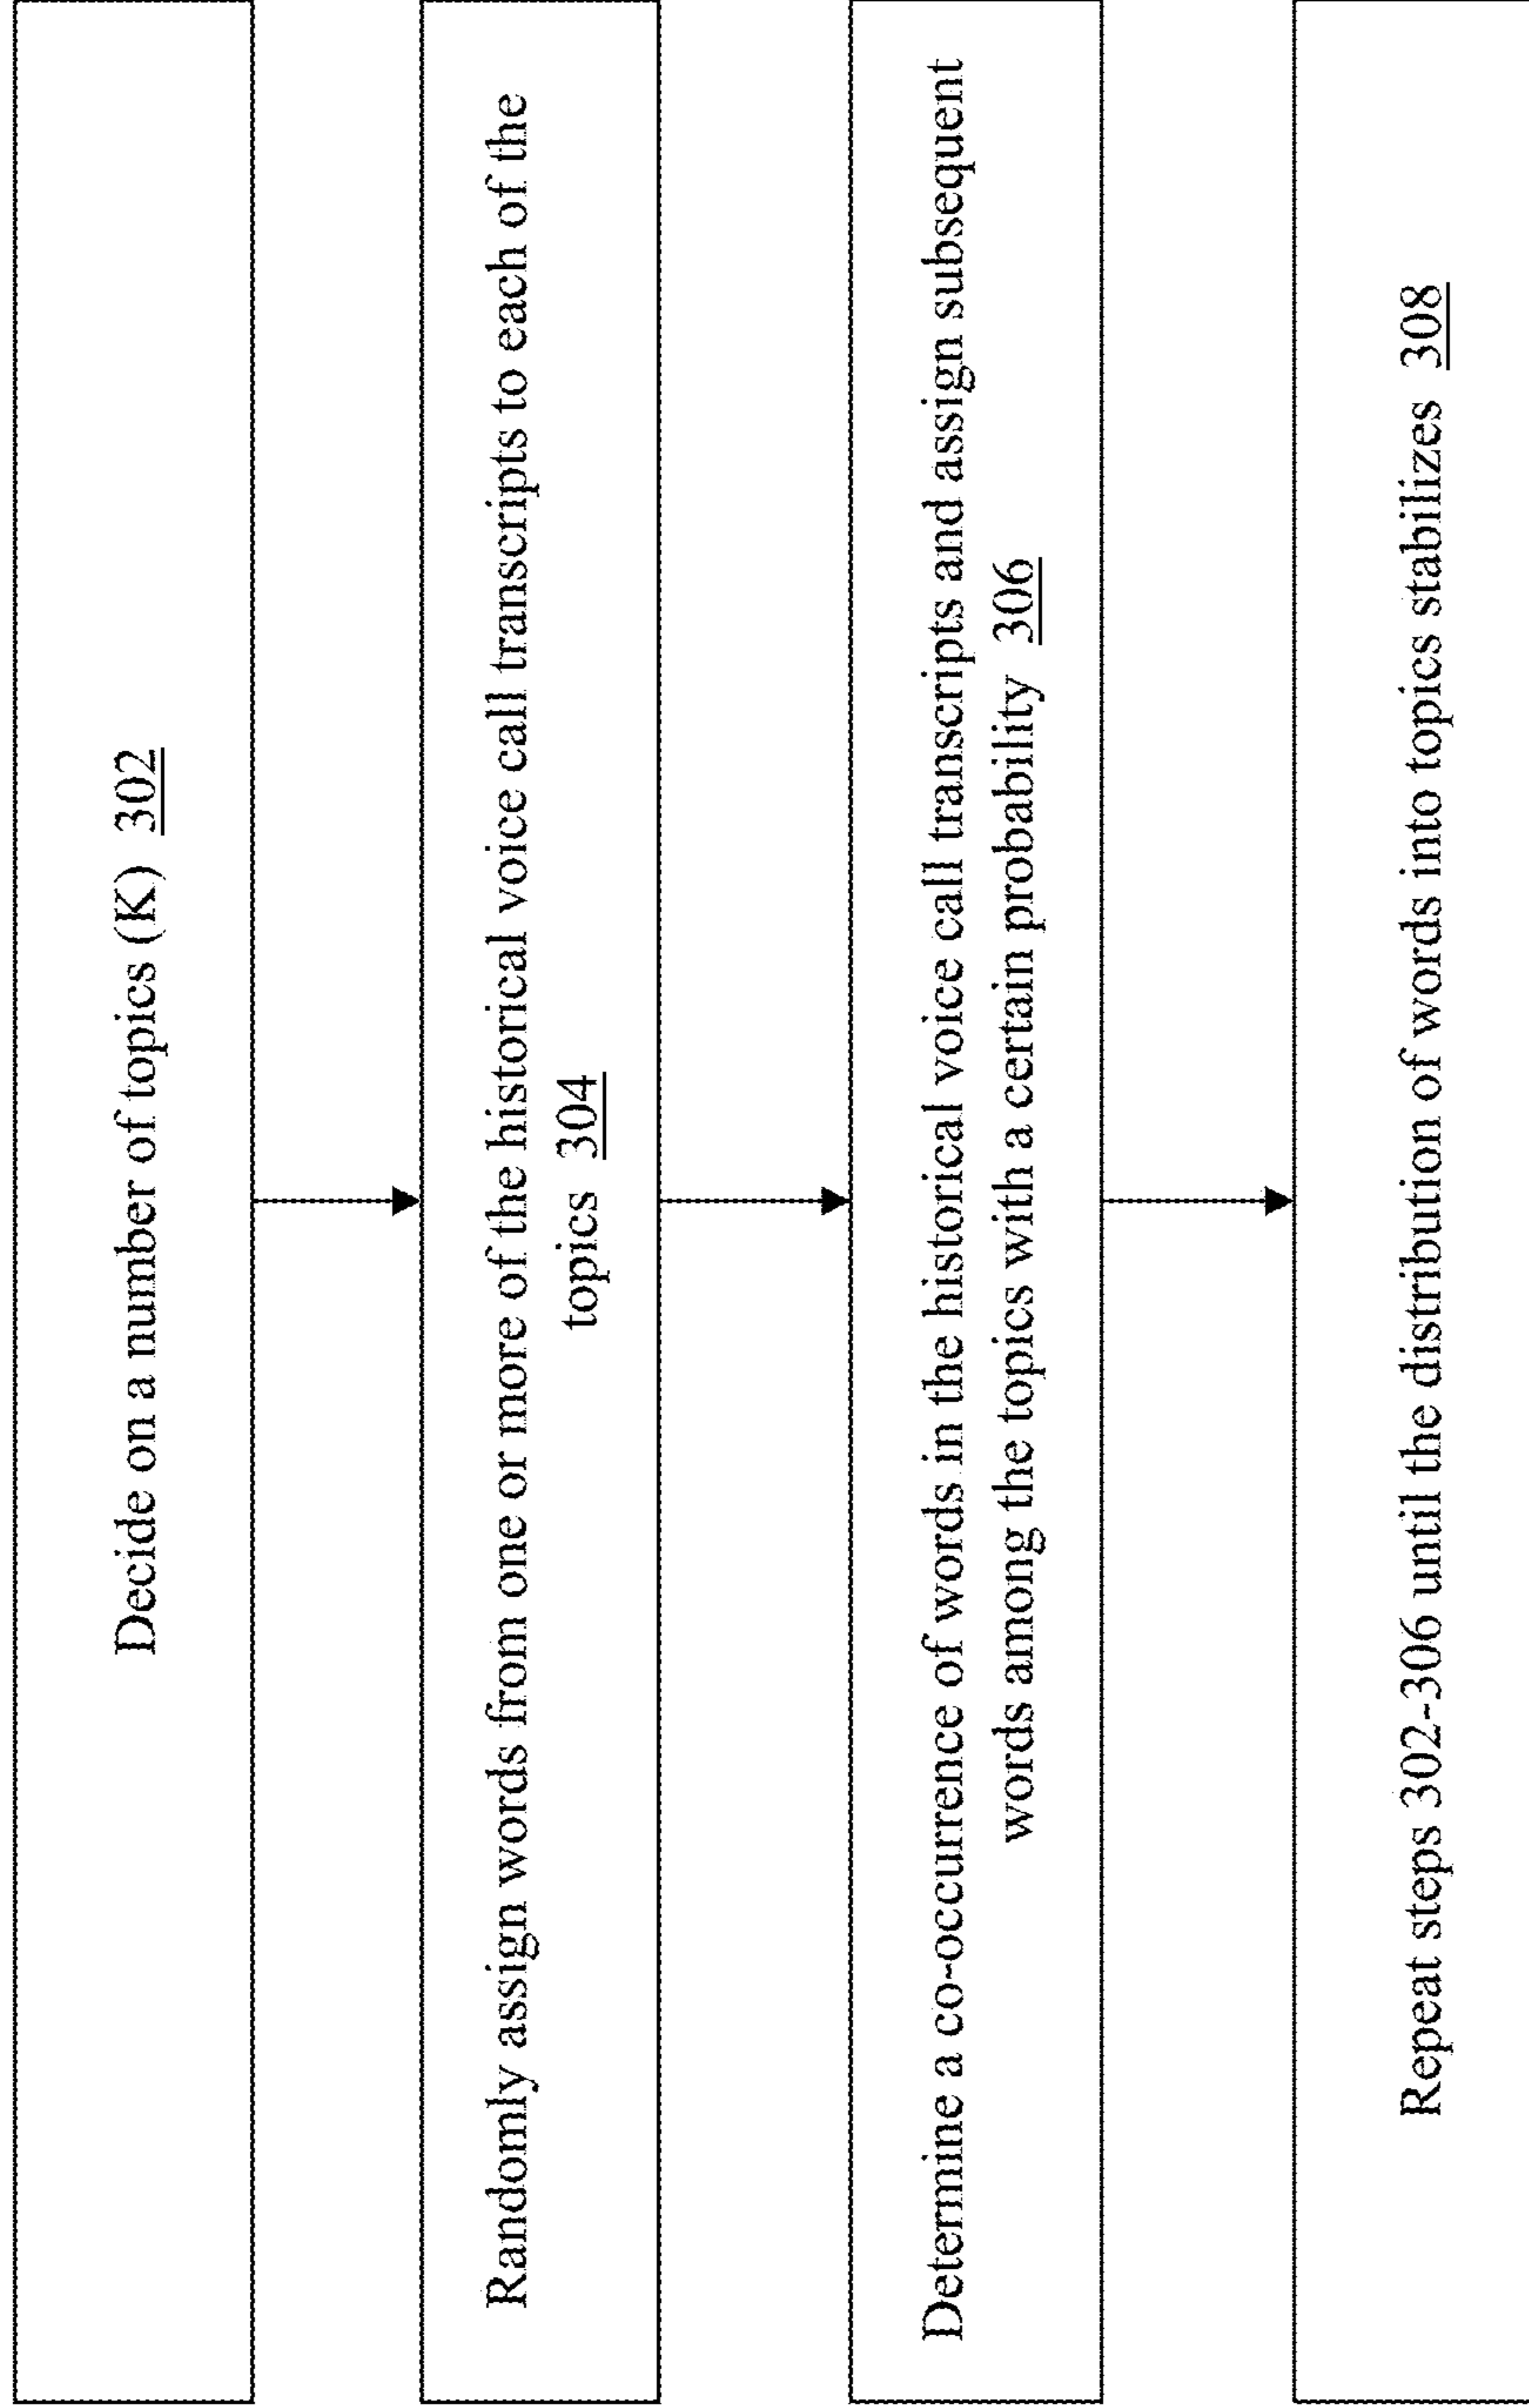 Decide on a number of topics (K) 302
Randomly assign words from one or more of the historical voice call transcripts to each of the
topics 304
Determine a co-occurrence of words in the historical voice call transcripts and assign subsequent
words among the topics with a certain probability 306
Repeat steps 302-306 until the distribution of words into topics stabilizes 308